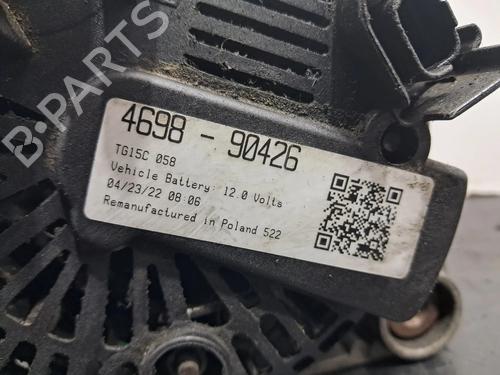 B-PARTS
4698 - 90426
TG15C 058
Vehicle Battery: 12.0 Volts
04/23/22 08:06
Remanufactured in Poland 522